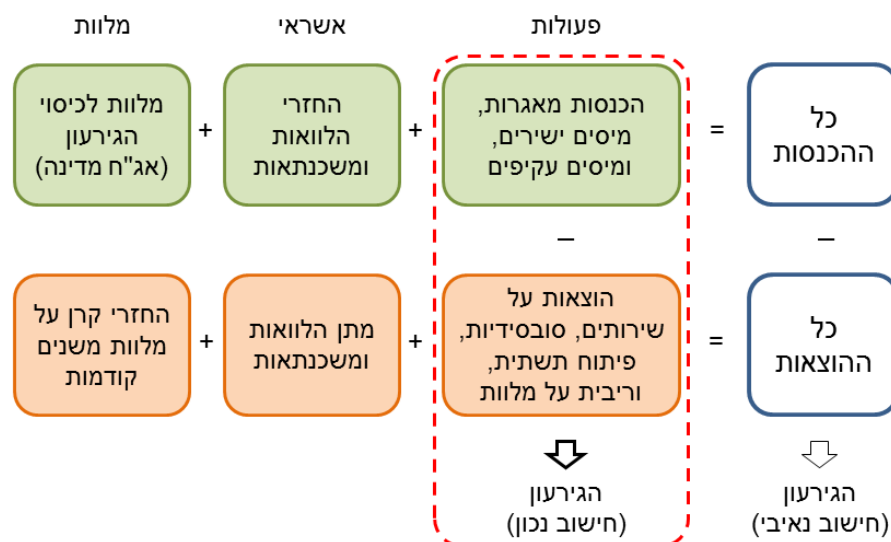 פעולות
אשראי
מלוות
כל
ההכנסות
=
הכנסות מאגרות,
מיסים ישירים,
ומיסים עקיפים
+
החזרי
הלוואות
ומשכנתאות
+
מלוות לכיסוי
הגירעון
(אג"ח מדינה)
–
–
כל
ההוצאות
=
הוצאות על
שירותים, סובסידיות,
פיתוח תשתית,
וריבית על מלוות
+
מתן הלוואות
ומשכנתאות
+
החזרי קרן על
מלוות משנים
קודמות
הגירעון
(חישוב נאיבי)
הגירעון
(חישוב נכון)